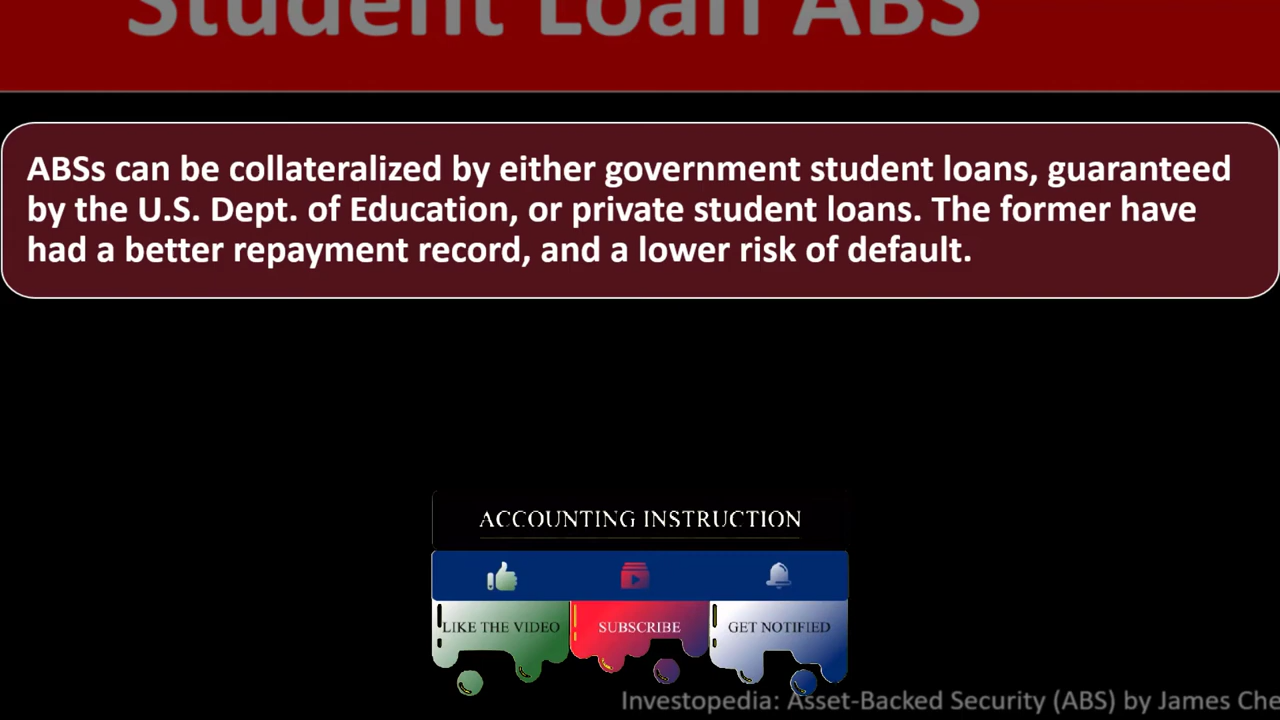 Student Loan ABS
ABSs can be collateralized by either government student loans, guaranteed
by the U.S. Dept. of Education, or private student loans. The former have
had a better repayment record, and a lower risk of default.
ACCOUNTING INSTRUCTION
LIKE THE VIDEO SUBSCRIBE GET NOTIFIED
Investopedia: Asset-Backed Security (ABS) by James Che